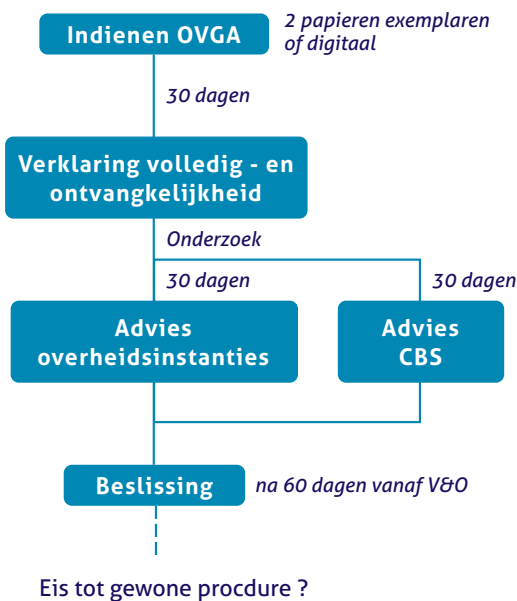 Indienen OVGA
2 papieren exemplaren
of digitaal
30 dagen
Verklaring volledig - en
ontvangelijkheid
Onderzoek
30 dagen
30 dagen
Advies
overheidsinstanties
Advies
CBS
Beslissing
na 60 dagen vanaf V&O
Eis tot gewone procdure ?